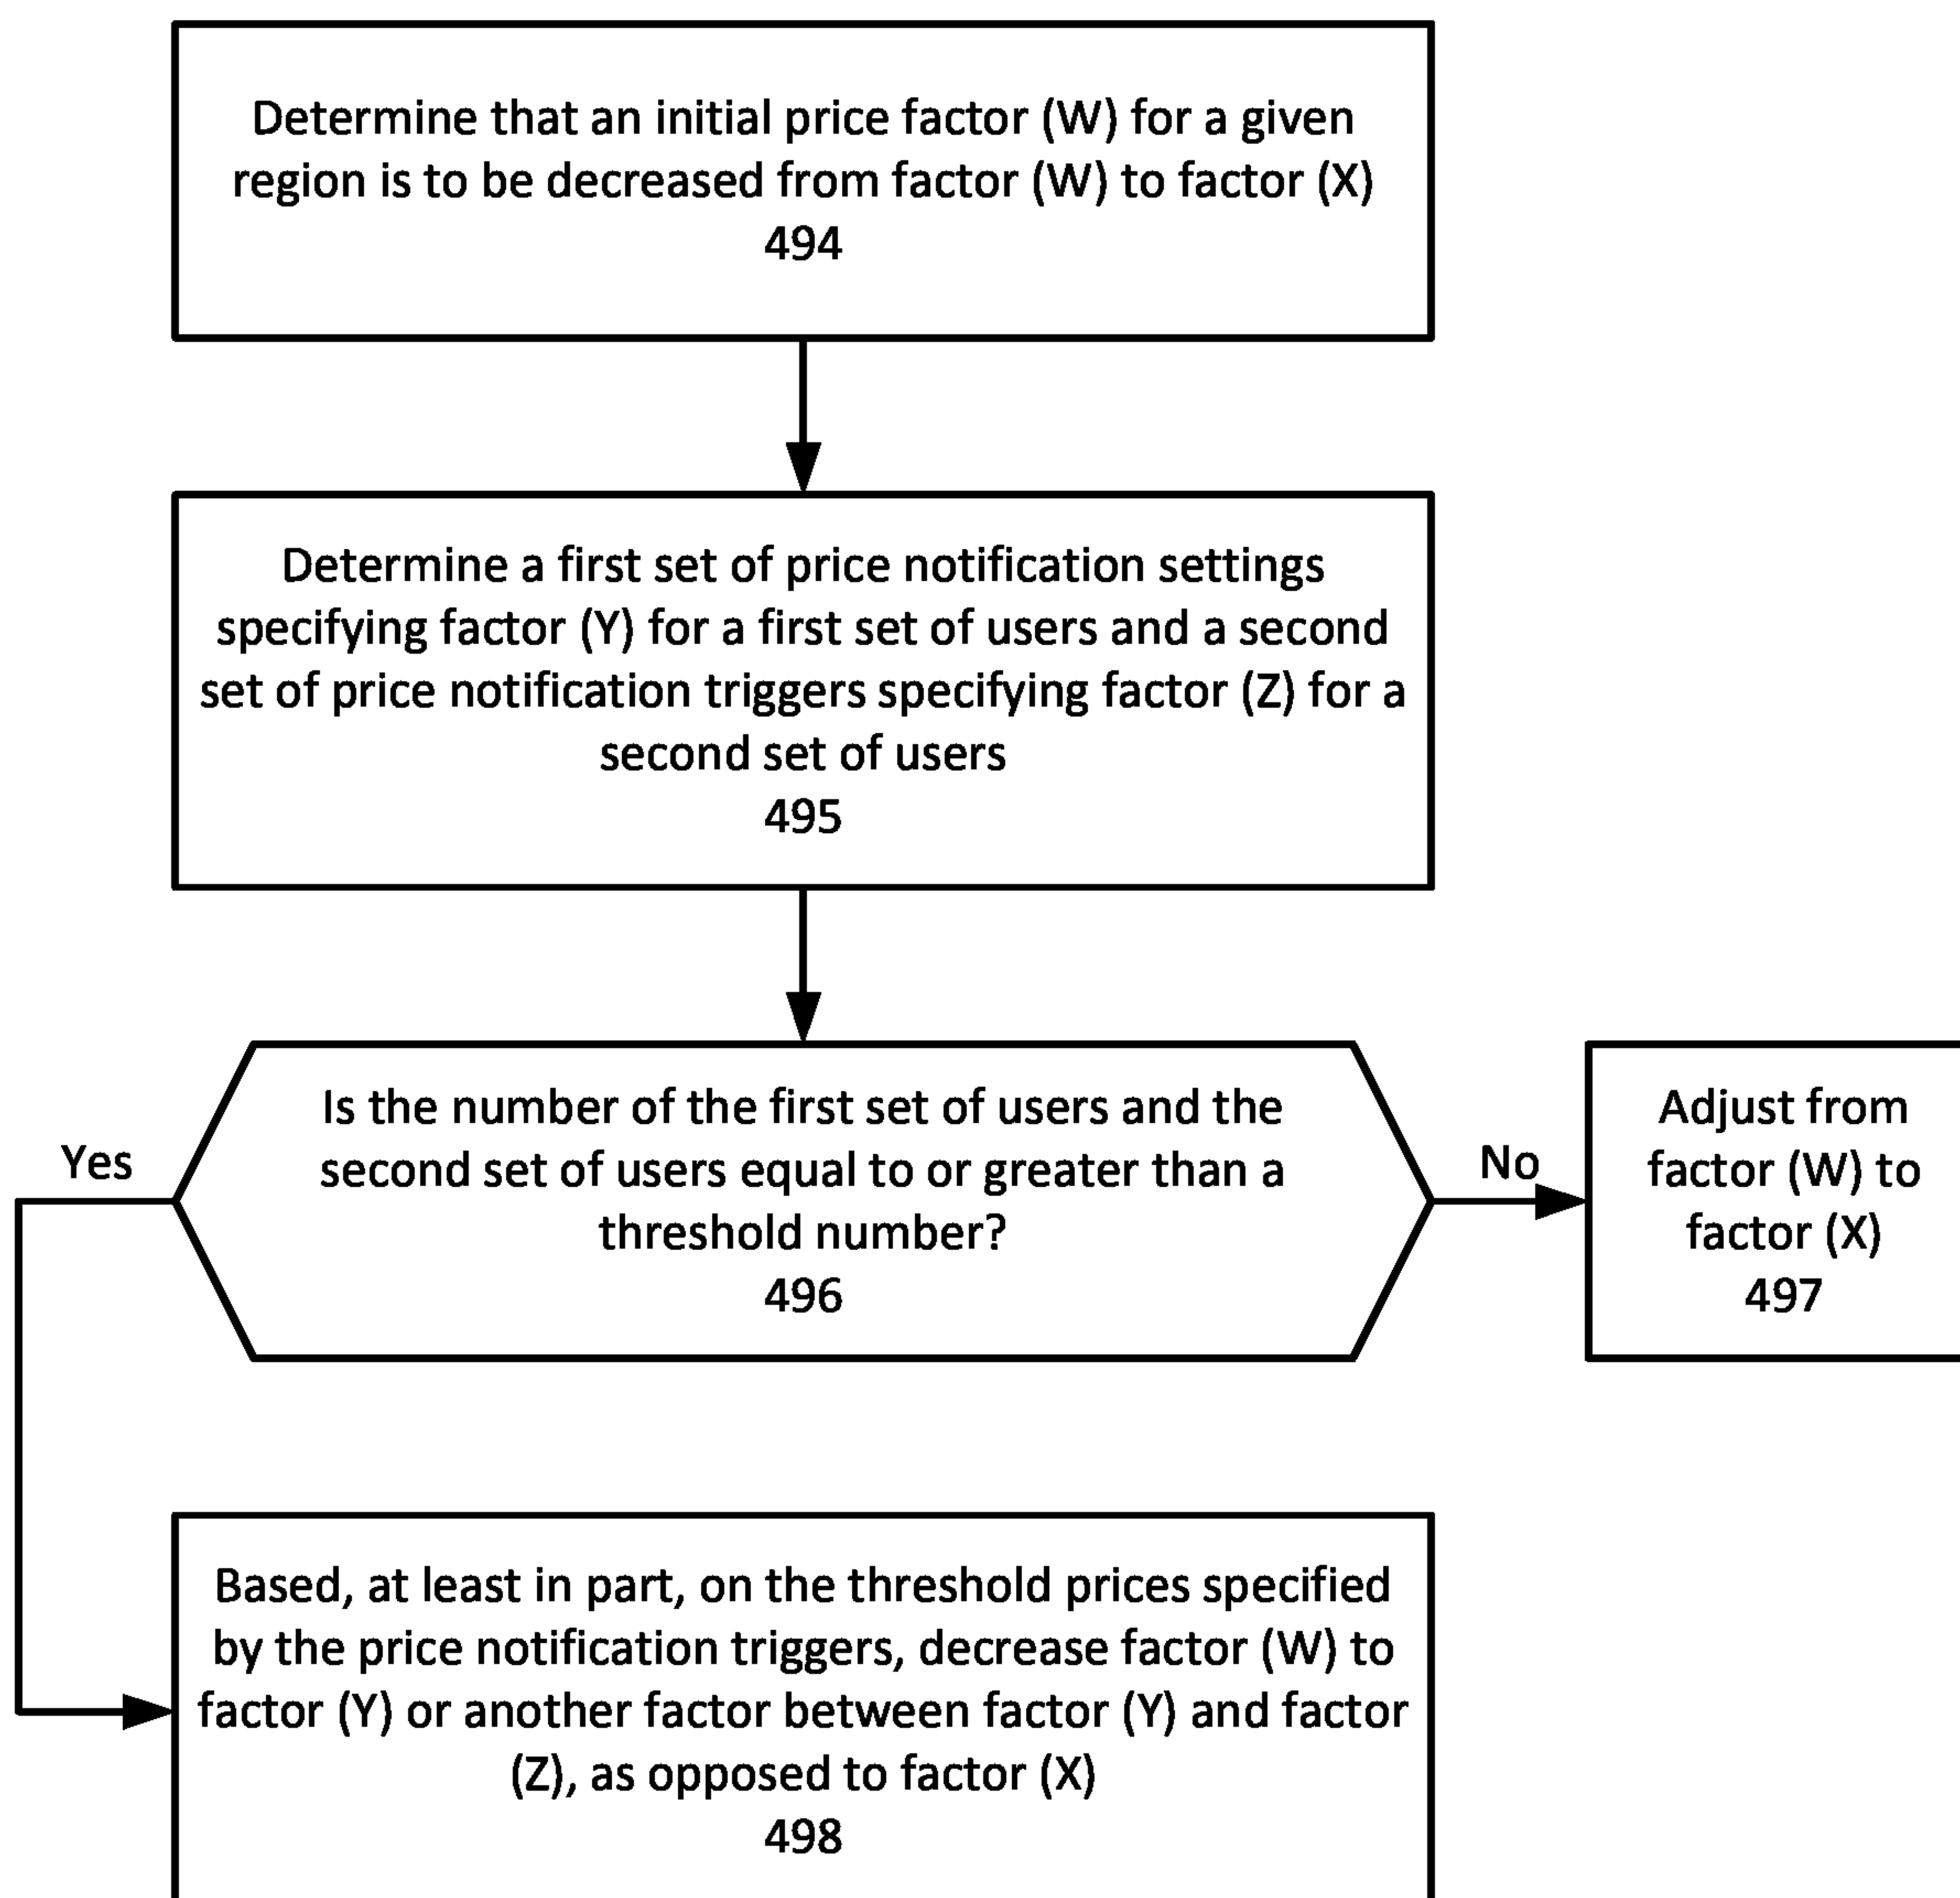 Determine that an initial price factor (W) for a given
region is to be decreased from factor (W) to factor (X)
494
Determine a first set of price notification settings
specifying factor (Y) for a first set of users and a second
set of price notification triggers specifying factor (Z) for a
second set of users
495
Is the number of the first set of users and the
second set of users equal to or greater than a
threshold number?
496
Yes
No
Adjust from
factor (W) to
factor (X)
497
Based, at least in part, on the threshold prices specified
by the price notification triggers, decrease factor (W) to
factor (Y) or another factor between factor (Y) and factor
(Z), as opposed to factor (X)
498